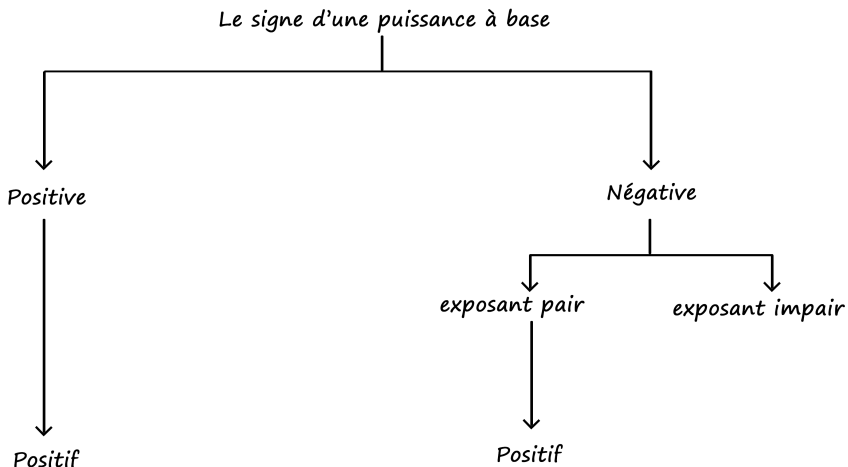 Le signe d'une puissance à base
Positive
Négative
exposant pair
exposant impair
Positif
Positif